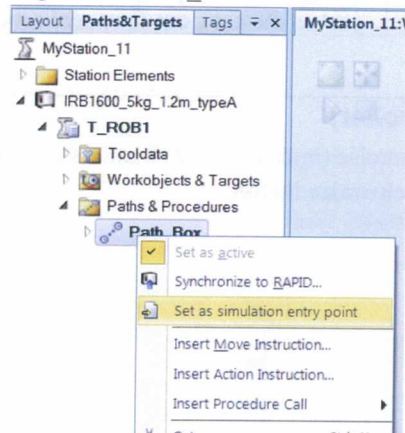 Layout Paths&Targets Tags
MyStation_11:
MyStation_11
Station Elements
IRB1600_5kg_1.2m_typeA
T_ROB1
Tooldata
Workobjects & Targets
Paths & Procedures
Path_Box
Set as active
Synchronize to RAPID...
Set as simulation entry point
Insert Move Instruction...
Insert Action Instruction...
Insert Procedure Call